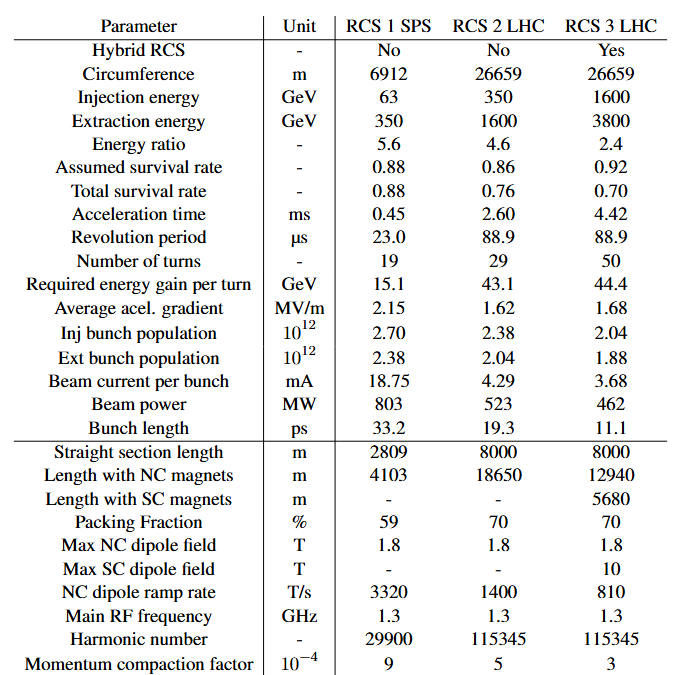 Parameter Unit RCS 1 SPS RCS 2 LHC RCS 3 LHC
Hybrid RCS - No No Yes
Circumference m 6912 26659 26659
Injection energy GeV 63 350 1600
Extraction energy GeV 350 1600 3800
Energy ratio - 5.6 4.6 2.4
Assumed survival rate - 0.88 0.86 0.92
Total survival rate - 0.88 0.76 0.70
Acceleration time ms 0.45 2.60 4.42
Revolution period μs 23.0 88.9 88.9
Number of turns - 19 29 50
Required energy gain per turn GeV 15.1 43.1 44.4
Average acel. gradient MV/m 2.15 1.62 1.68
Inj bunch population 10^12 2.70 2.38 2.04
Ext bunch population 10^12 2.38 2.04 1.88
Beam current per bunch mA 18.75 4.29 3.68
Beam power MW 803 523 462
Bunch length ps 33.2 19.3 11.1
Straight section length m 2809 8000 8000
Length with NC magnets m 4103 18650 12940
Length with SC magnets m - - 5680
Packing Fraction % 59 70 70
Max NC dipole field T 1.8 1.8 1.8
Max SC dipole field T - - 10
NC dipole ramp rate T/s 3320 1400 810
Main RF frequency GHz 1.3 1.3 1.3
Harmonic number - 29900 115345 115345
Momentum compaction factor 10^−4 9 5 3